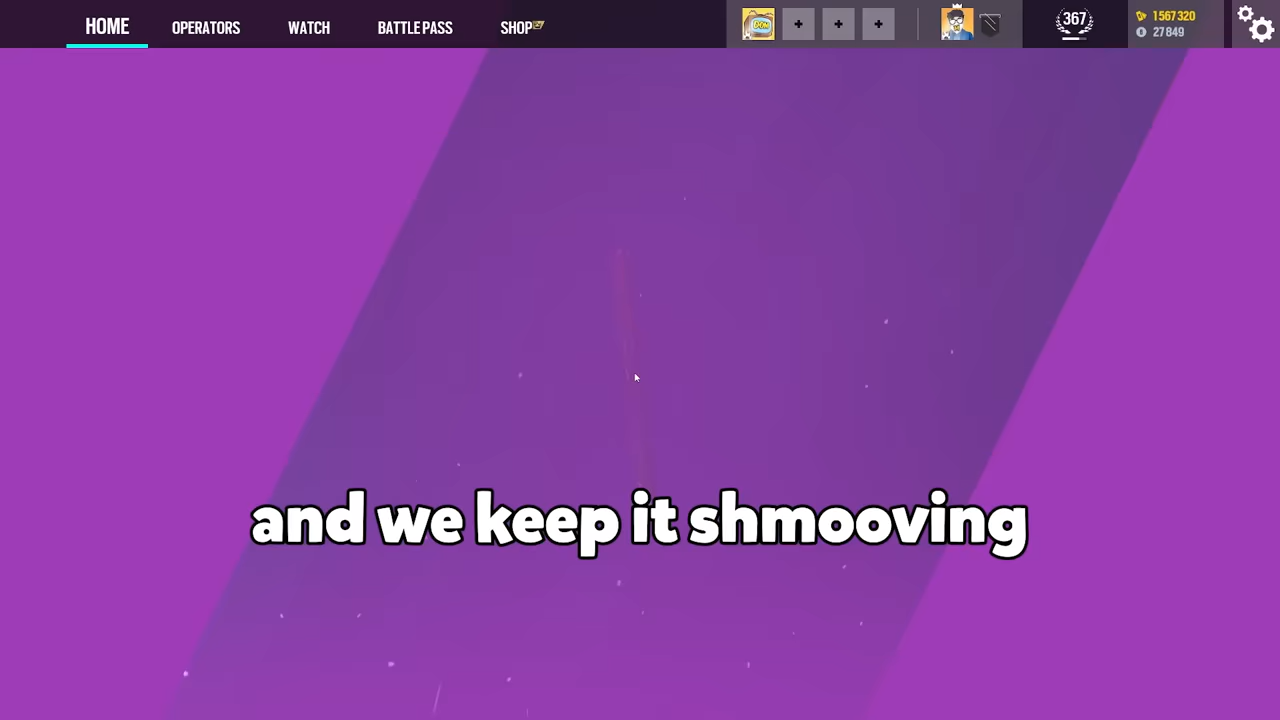 HOME
OPERATORS
WATCH
BATTLE PASS
SHOP
367
1567320
27849
and we keep it shmooving